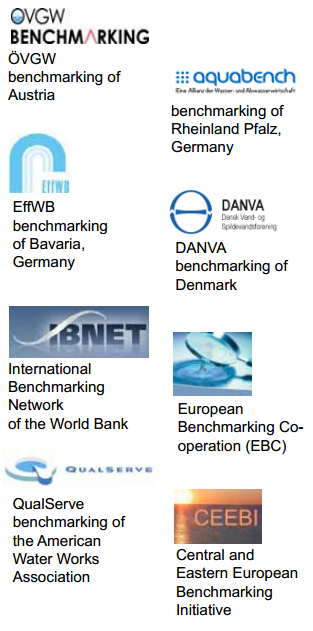 ÖVGW
BENCHMARKING
ÖVGW
benchmarking of
Austria
aquabench
Eine Allianz der Wasser- und Abwasserwirtschaft
benchmarking of
Rheinland Pfalz,
Germany
EffWB
EffWB
benchmarking
of Bavaria,
Germany
DANVA
Dansk Vand- og
Spildevandsforening
DANVA
benchmarking of
Denmark
IBNET
International
Benchmarking
Network
of the World Bank
European
Benchmarking Co-
operation (EBC)
QUALSERVE
QualServe
benchmarking of
the American
Water Works
Association
CEEBI
Central and
Eastern European
Benchmarking
Initiative